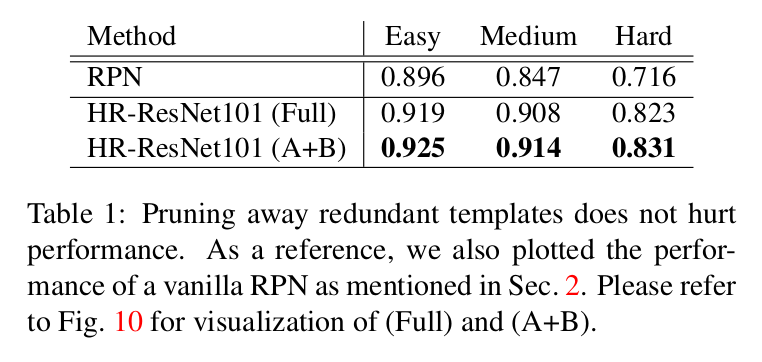 Method Easy Medium Hard
RPN 0.896 0.847 0.716
HR-ResNet101 (Full) 0.919 0.908 0.823
HR-ResNet101 (A+B) 0.925 0.914 0.831
Table 1: Pruning away redundant templates does not hurt
performance. As a reference, we also plotted the perfor-
mance of a vanilla RPN as mentioned in Sec. 2. Please refer
to Fig. 10 for visualization of (Full) and (A+B).